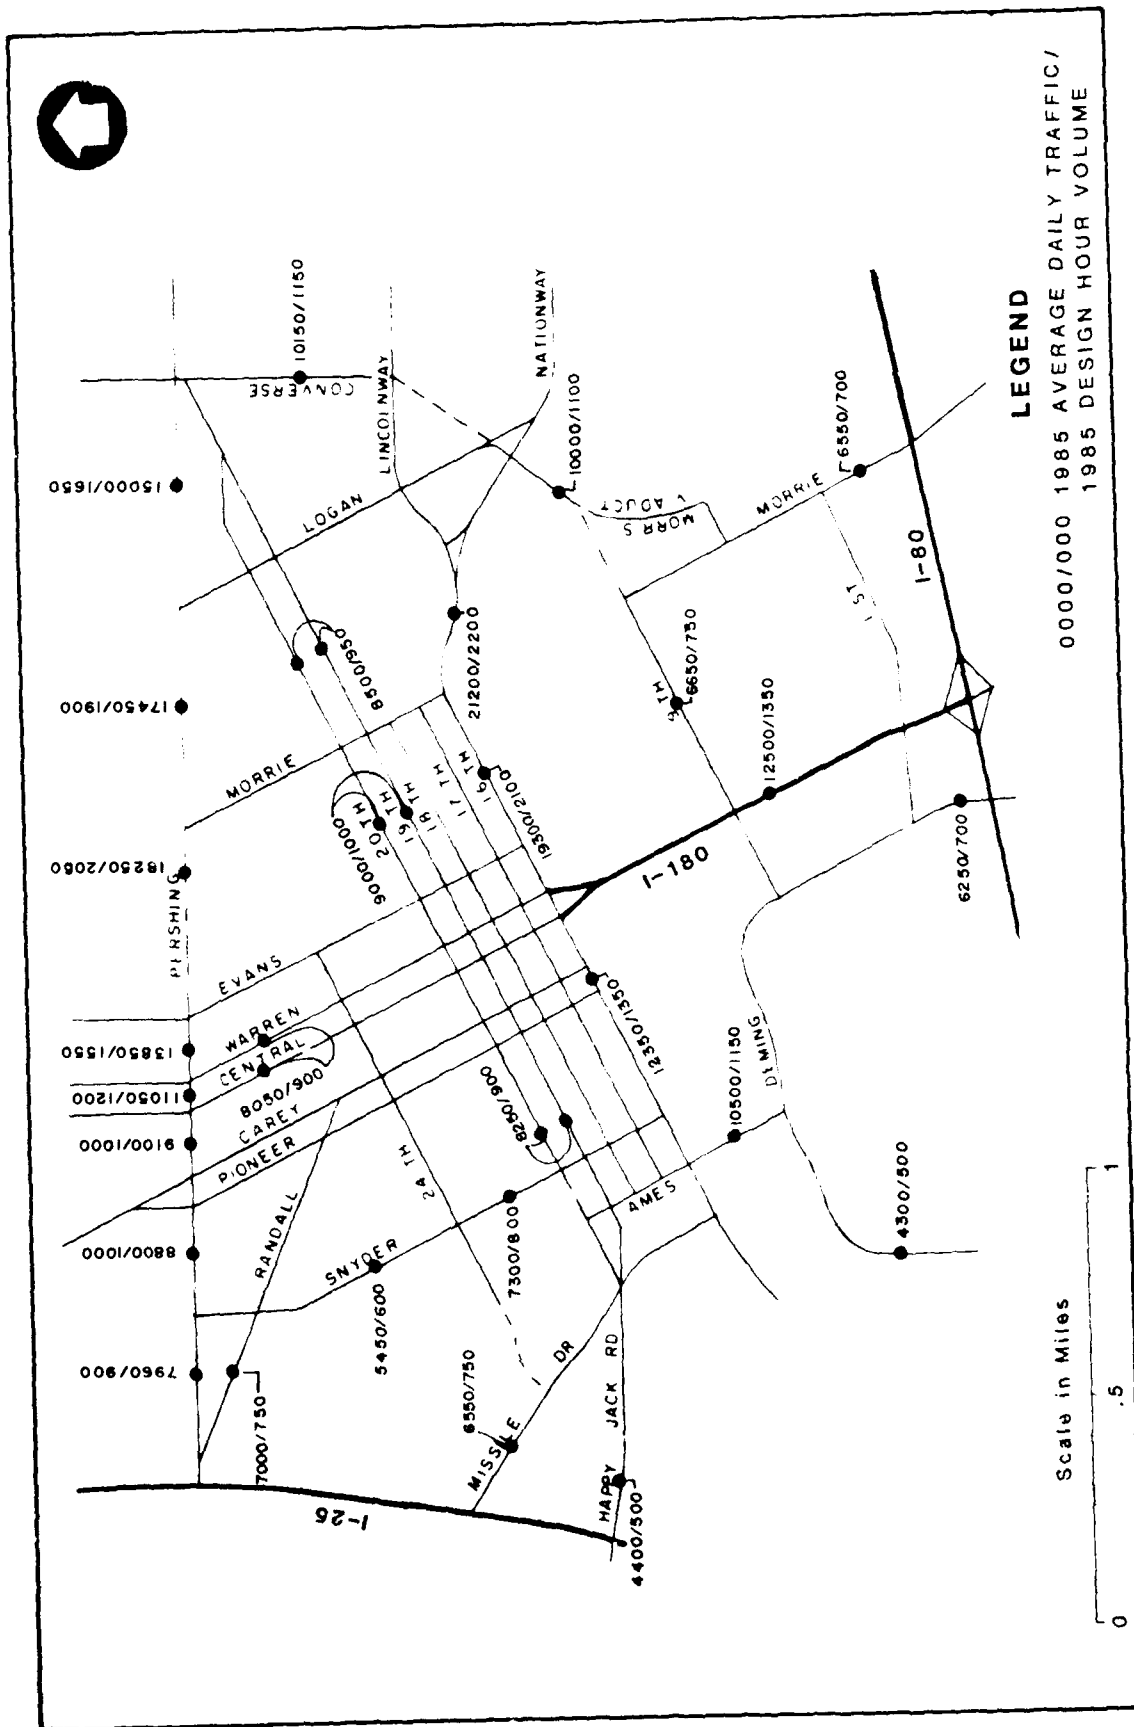 15000/1650
17450/1900
18250/2060
13850/1550
11050/1200
9100/1000
8800/1000
7960/900
PERSHING
10150/1150
CONVERSE
LINCOLNWAY
NATIONWAY
LOGAN
10000/1100
MORRIE
8500/950
21200/2200
MORRIE
6550/700
1 ST
I-80
9 TH
6650/750
12500/1350
I-180
6250/700
20 TH
19 TH
18 TH
17 TH
16 TH
9000/1000
19300/2100
EVANS
WARREN
CENTRAL
8050/900
CAREY
PIONEER
RANDALL
24 TH
SNYDER
8250/900
12350/1350
AMES
10500/1150
DEMING
4300/500
7300/800
5450/600
6550/750
MISSILE DR
HAPPY JACK RD
4400/500
7000/750
I-25
LEGEND
0000/000 1985 AVERAGE DAILY TRAFFIC/
1985 DESIGN HOUR VOLUME
Scale in Miles
0 .5 1